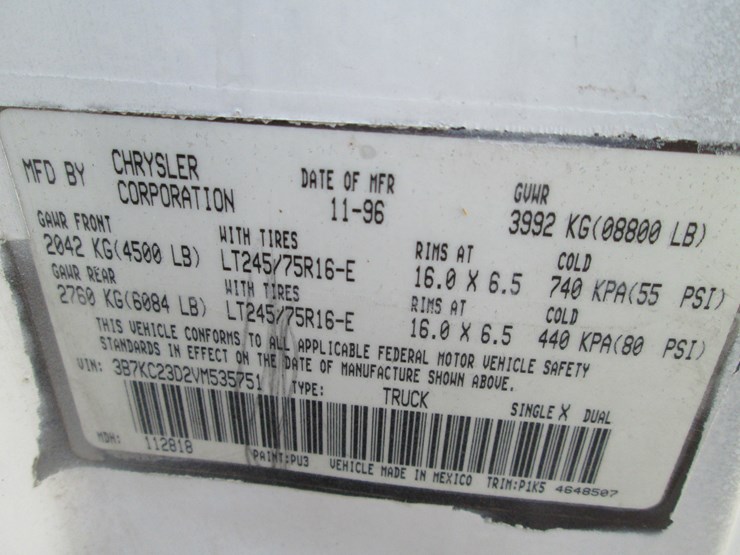 MFD BY CHRYSLER CORPORATION
DATE OF MFR 11-96
GVWR 3992 KG(08800 LB)
GAWR FRONT WITH TIRES RIMS AT COLD
2042 KG(4500 LB) LT245/75R16-E 16.0 X 6.5 740 KPA(55 PSI)
GAWR REAR WITH TIRES RIMS AT COLD
2760 KG(6084 LB) LT245/75R16-E 16.0 X 6.5 440 KPA(80 PSI)
THIS VEHICLE CONFORMS TO ALL APPLICABLE FEDERAL MOTOR VEHICLE SAFETY
STANDARDS IN EFFECT ON THE DATE OF MANUFACTURE SHOWN ABOVE.
VIN: 3B7KC23D2VM535751 TYPE: TRUCK SINGLE X DUAL
MDH: 112818 PAINT:PU3 VEHICLE MADE IN MEXICO TRIM:P1K5 4648507